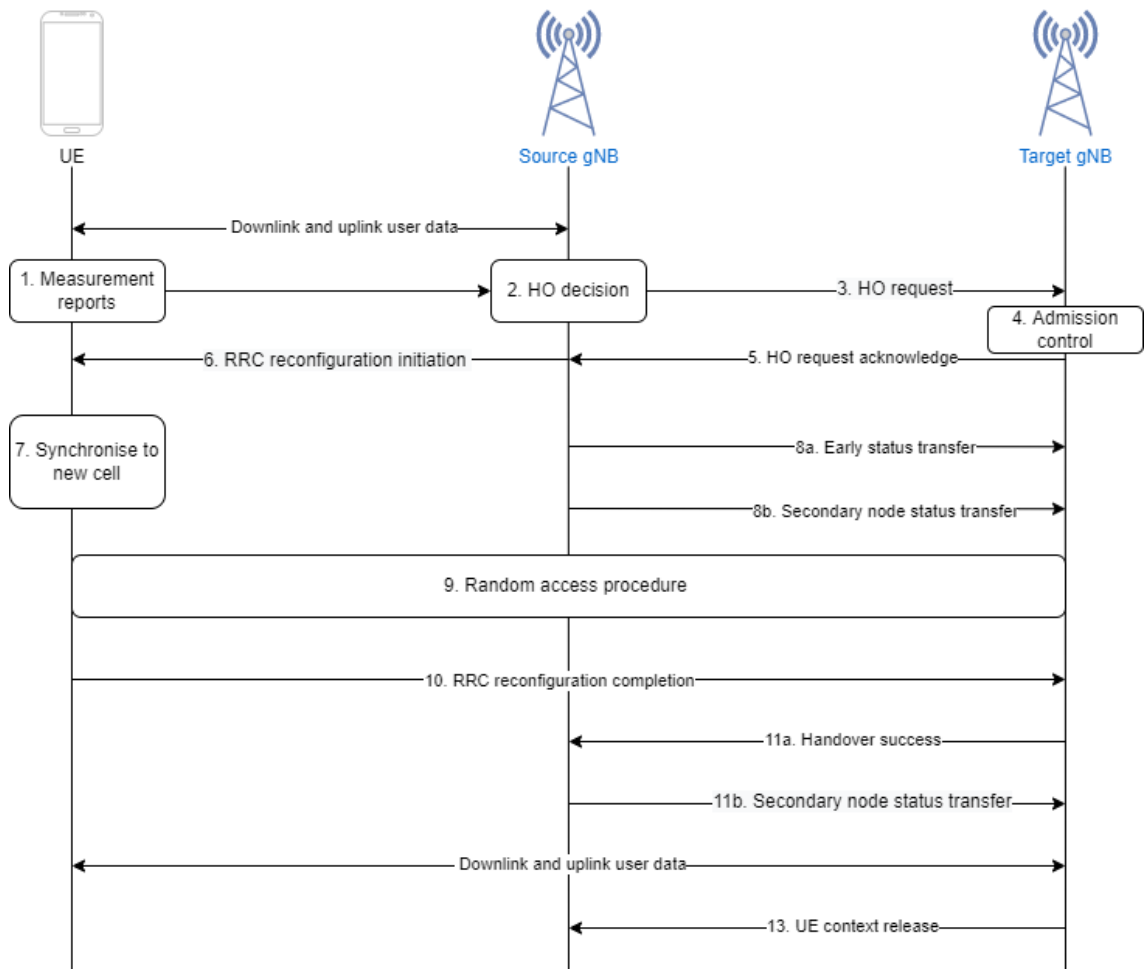 UE
Source gNB
Target gNB
Downlink and uplink user data
1. Measurement
reports
2. HO decision
3. HO request
4. Admission
control
6. RRC reconfiguration initiation
5. HO request acknowledge
7. Synchronise to
new cell
8a. Early status transfer
8b. Secondary node status transfer
9. Random access procedure
10. RRC reconfiguration completion
11a. Handover success
11b. Secondary node status transfer
Downlink and uplink user data
13. UE context release